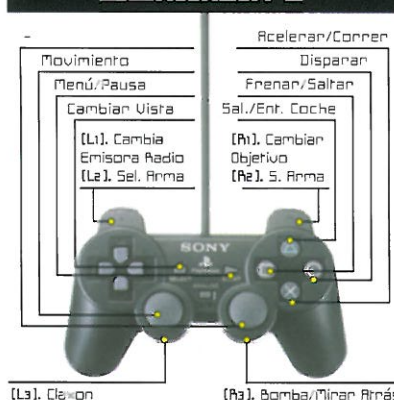 -
Acelerar/Correr
Movimiento
Disparar
Menú/Pausa
Frenar/Saltar
Cambiar Vista
Sal./Ent. Coche
[L1]. Cambia
Emisora Radio
[L2]. Sel. Arma
[R1]. Cambiar
Objetivo
[R2]. S. Arma
SONY
SELECT
[L3]. Claxon
[R3]. Bomba/Mirar Atrás